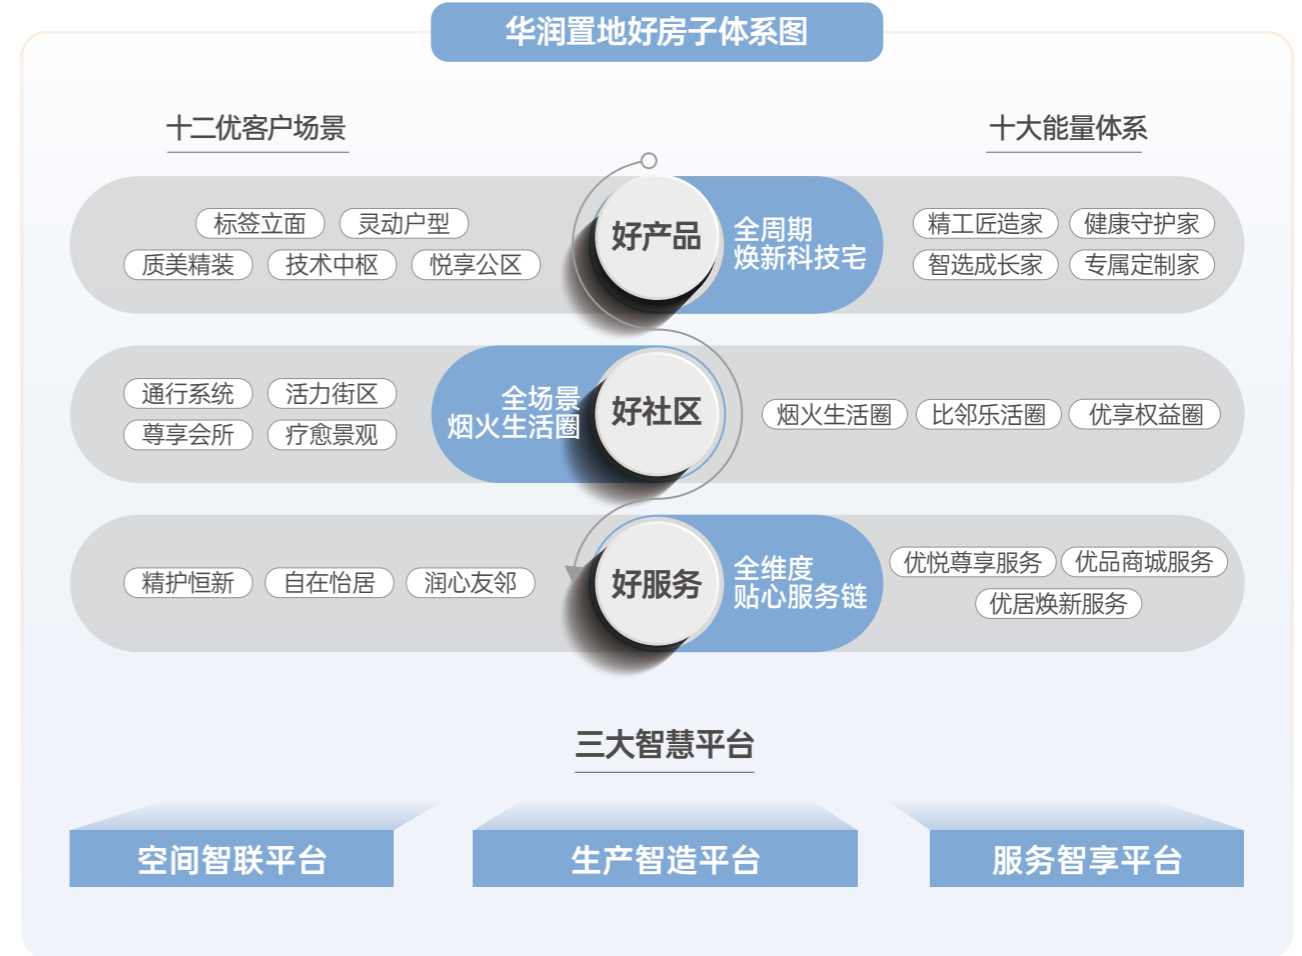 华润置地好房子体系图
十二优客户场景
十大能量体系
标签立面 灵动户型
质美精装 技术中枢 悦享公区
好产品
全周期
焕新科技宅
精工匠造家 健康守护家
智选成长家 专属定制家
通行系统 活力街区
尊享会所 疗愈景观
全场景
烟火生活圈
好社区
烟火生活圈 比邻乐活圈 优享权益圈
精护恒新 自在怡居 润心友邻
好服务
全维度
贴心服务链
优悦尊享服务 优品商城服务
优居焕新服务
三大智慧平台
空间智联平台 生产智造平台 服务智享平台